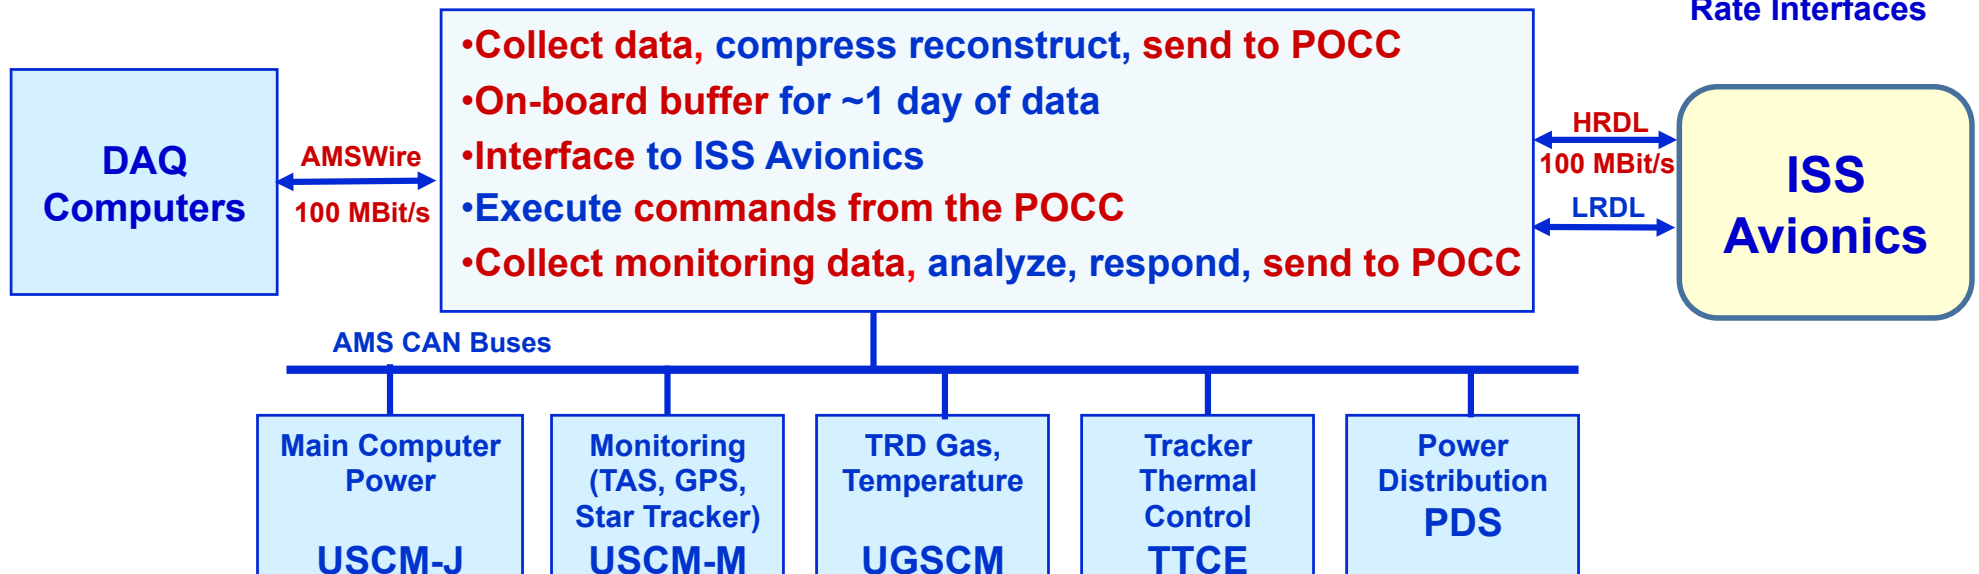 Rate Interfaces
•Collect data, compress reconstruct, send to POCC
•On-board buffer for ~1 day of data
•Interface to ISS Avionics
•Execute commands from the POCC
•Collect monitoring data, analyze, respond, send to POCC
DAQ
Computers
AMSWire
100 MBit/s
HRDL
100 MBit/s
LRDL
ISS
Avionics
AMS CAN Buses
Main Computer
Power
USCM-J
Monitoring
(TAS, GPS,
Star Tracker)
USCM-M
TRD Gas,
Temperature
UGSCM
Tracker
Thermal
Control
TTCE
Power
Distribution
PDS